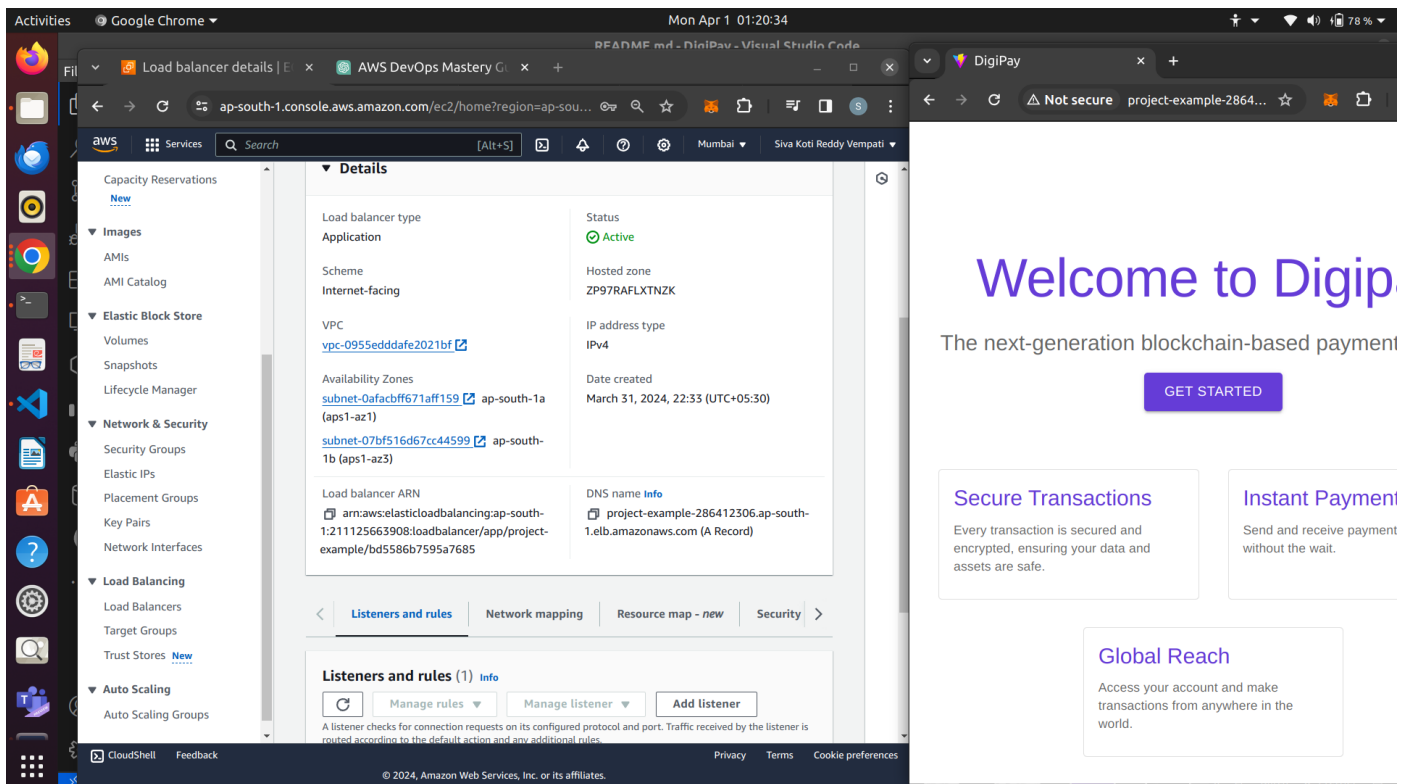 Activities
Google Chrome
Mon Apr 1 01:20:34
78 %
README.md - DigiPay - Visual Studio Code
Fil
Load balancer details | E
AWS DevOps Mastery Gu
ap-south-1.console.aws.amazon.com/ec2/home?region=ap-sou...
S
aws
Services
Search
[Alt+S]
Mumbai
Siva Koti Reddy Vempati
Capacity Reservations
New
Images
AMIs
AMI Catalog
Elastic Block Store
Volumes
Snapshots
Lifecycle Manager
Network & Security
Security Groups
Elastic IPs
Placement Groups
Key Pairs
Network Interfaces
Load Balancing
Load Balancers
Target Groups
Trust Stores New
Auto Scaling
Auto Scaling Groups
Details
Load balancer type
Application
Status
Active
Scheme
Internet-facing
Hosted zone
ZP97RAFLXTNZK
VPC
vpc-0955edddafe2021bf
IP address type
IPv4
Availability Zones
subnet-0afacbff671aff159 ap-south-1a
(aps1-az1)
subnet-07bf516d67cc44599 ap-south-
1b (aps1-az3)
Date created
March 31, 2024, 22:33 (UTC+05:30)
Load balancer ARN
arn:aws:elasticloadbalancing:ap-south-
1:211125663908:loadbalancer/app/project-
example/bd5586b7595a7685
DNS name Info
project-example-286412306.ap-south-
1.elb.amazonaws.com (A Record)
Listeners and rules
Network mapping
Resource map - new
Security
Listeners and rules (1) Info
Manage rules
Manage listener
Add listener
A listener checks for connection requests on its configured protocol and port. Traffic received by the listener is
routed according to the default action and any additional rules.
CloudShell
Feedback
Privacy
Terms
Cookie preferences
© 2024, Amazon Web Services, Inc. or its affiliates.
DigiPay
Not secure
project-example-2864...
Welcome to Digipa
The next-generation blockchain-based payment
GET STARTED
Secure Transactions
Every transaction is secured and
encrypted, ensuring your data and
assets are safe.
Instant Payment
Send and receive payment
without the wait.
Global Reach
Access your account and make
transactions from anywhere in the
world.